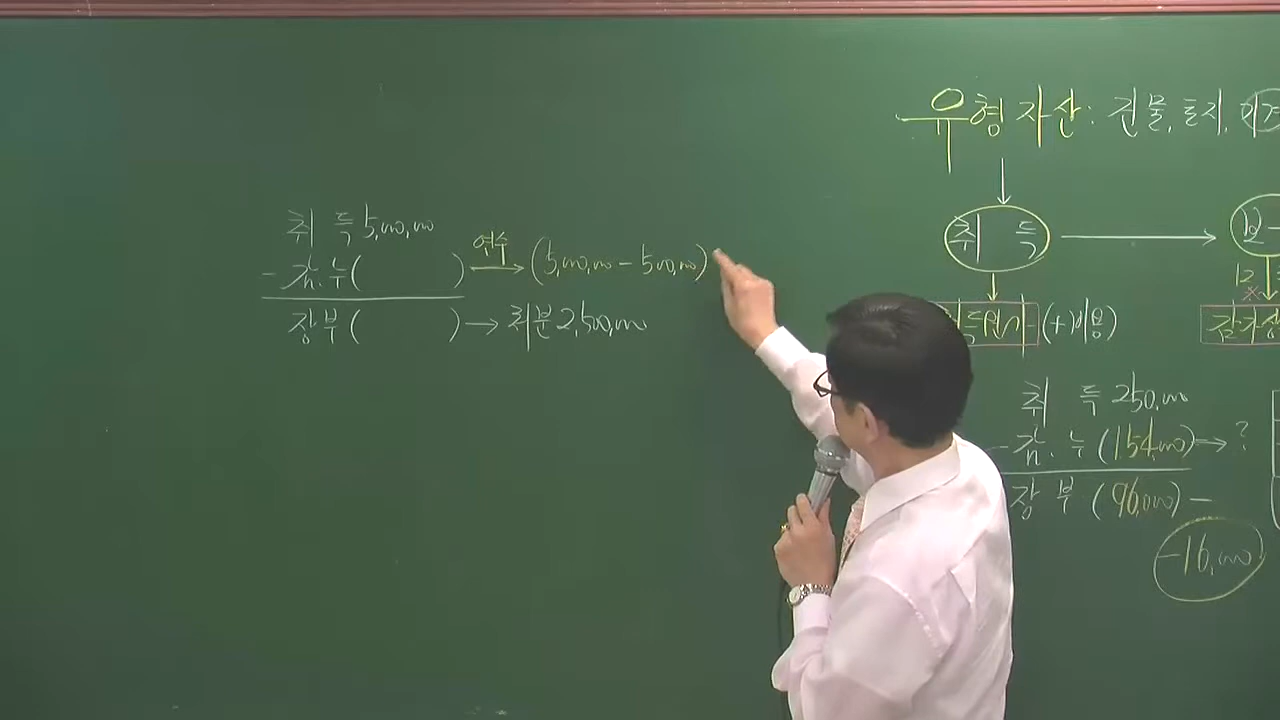 취 득 5,000,000
- 감.누( ) 연수 → (5,000,000 - 500,000)
장부( ) → 처분 2,500,000
유형자산: 건물, 토지,
취 득 →
(+)비용)
취 득 250,000
- 감.누 (154,000) → ?
장 부 (96,000) -
-16,000